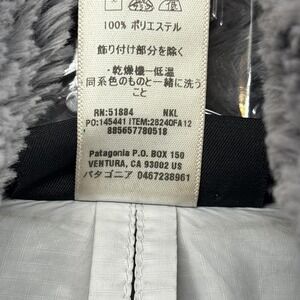 100% ポリエステル
飾り付け部分を除く
・乾燥機一低温
・同系色のものと一緒に洗う
こと
RN:51884 NKL
PO:145441 ITEM:28240FA12
885657780518
Patagonia P.O. BOX 150
VENTURA, CA 93002 US
パタゴニア 0467238961